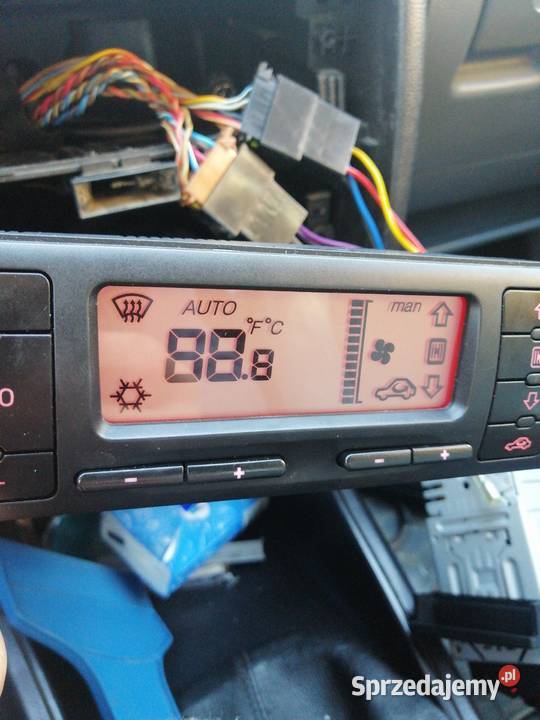 AUTO
/man
°F°C
88.8
O
- + - +
Sprzedajemy.pl